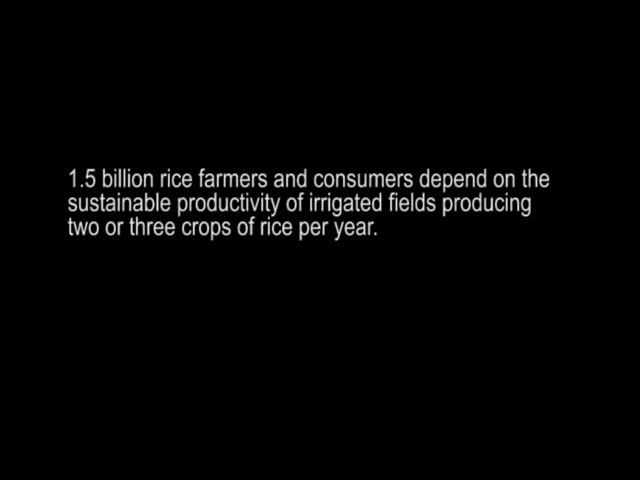 1.5 billion rice farmers and consumers depend on the
sustainable productivity of irrigated fields producing
two or three crops of rice per year.